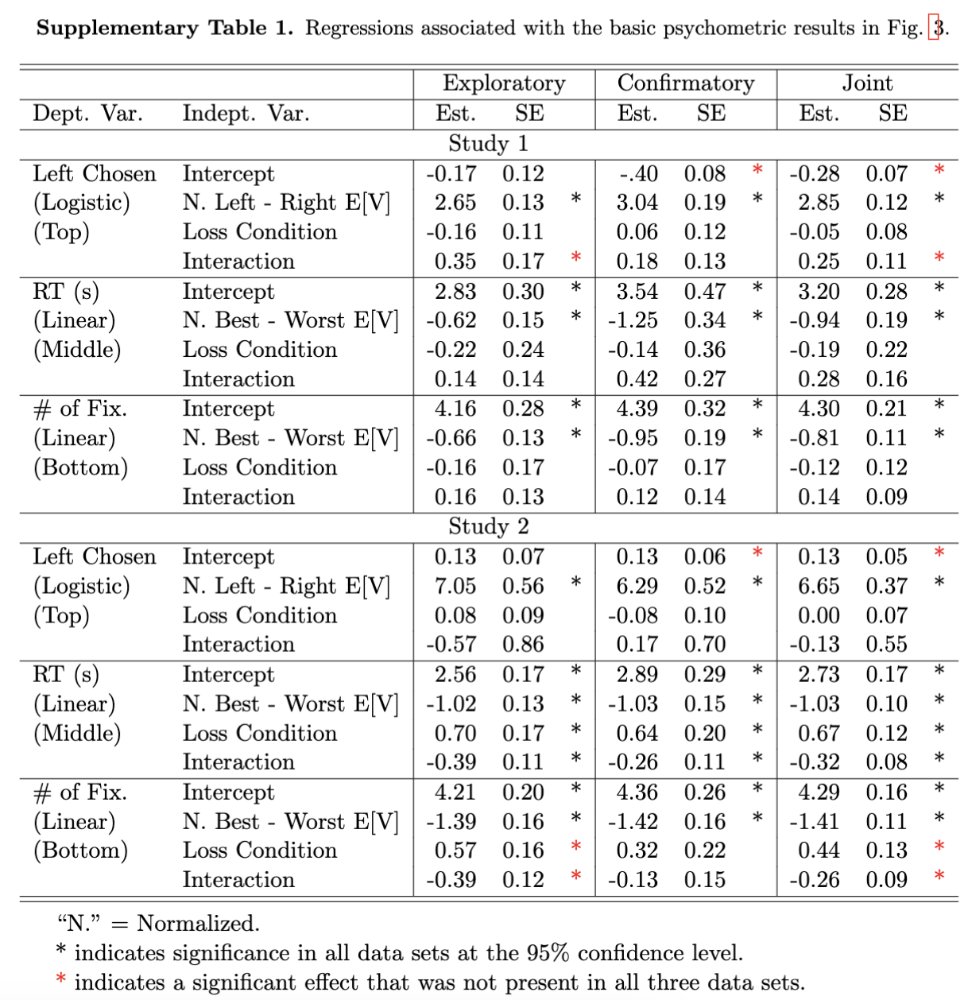 Supplementary Table 1. Regressions associated with the basic psychometric results in Fig. 3.
Exploratory Confirmatory Joint
Dept. Var. Indept. Var. Est. SE Est. SE Est. SE
Study 1
Left Chosen Intercept -0.17 0.12 -.40 0.08 * -0.28 0.07 *
(Logistic) N. Left - Right E[V] 2.65 0.13 * 3.04 0.19 * 2.85 0.12 *
(Top) Loss Condition -0.16 0.11 0.06 0.12 -0.05 0.08
Interaction 0.35 0.17 * 0.18 0.13 0.25 0.11 *
RT (s) Intercept 2.83 0.30 * 3.54 0.47 * 3.20 0.28 *
(Linear) N. Best - Worst E[V] -0.62 0.15 * -1.25 0.34 * -0.94 0.19 *
(Middle) Loss Condition -0.22 0.24 -0.14 0.36 -0.19 0.22
Interaction 0.14 0.14 0.42 0.27 0.28 0.16
# of Fix. Intercept 4.16 0.28 * 4.39 0.32 * 4.30 0.21 *
(Linear) N. Best - Worst E[V] -0.66 0.13 * -0.95 0.19 * -0.81 0.11 *
(Bottom) Loss Condition -0.16 0.17 -0.07 0.17 -0.12 0.12
Interaction 0.16 0.13 0.12 0.14 0.14 0.09
Study 2
Left Chosen Intercept 0.13 0.07 0.13 0.06 * 0.13 0.05 *
(Logistic) N. Left - Right E[V] 7.05 0.56 * 6.29 0.52 * 6.65 0.37 *
(Top) Loss Condition 0.08 0.09 -0.08 0.10 0.00 0.07
Interaction -0.57 0.86 0.17 0.70 -0.13 0.55
RT (s) Intercept 2.56 0.17 * 2.89 0.29 * 2.73 0.17 *
(Linear) N. Best - Worst E[V] -1.02 0.13 * -1.03 0.15 * -1.03 0.10 *
(Middle) Loss Condition 0.70 0.17 * 0.64 0.20 * 0.67 0.12 *
Interaction -0.39 0.11 * -0.26 0.11 * -0.32 0.08 *
# of Fix. Intercept 4.21 0.20 * 4.36 0.26 * 4.29 0.16 *
(Linear) N. Best - Worst E[V] -1.39 0.16 * -1.42 0.16 * -1.41 0.11 *
(Bottom) Loss Condition 0.57 0.16 * 0.32 0.22 0.44 0.13 *
Interaction -0.39 0.12 * -0.13 0.15 -0.26 0.09 *
“N.” = Normalized.
* indicates significance in all data sets at the 95% confidence level.
* indicates a significant effect that was not present in all three data sets.